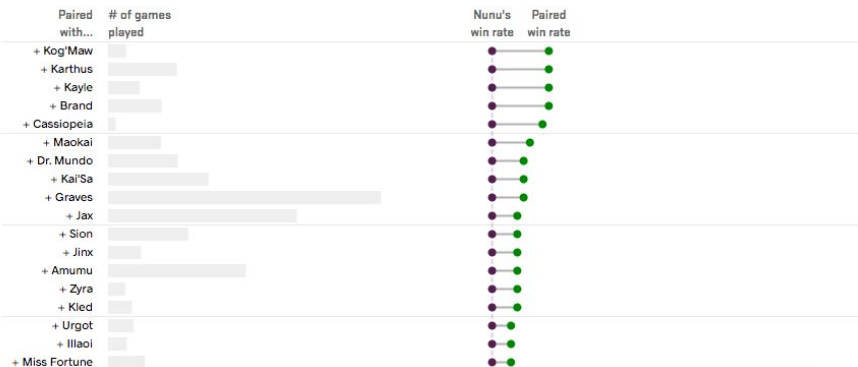 Paired # of games Nunu's Paired
with... played win rate win rate
+ Kog'Maw
+ Karthus
+ Kayle
+ Brand
+ Cassiopeia
+ Maokai
+ Dr. Mundo
+ Kai'Sa
+ Graves
+ Jax
+ Sion
+ Jinx
+ Amumu
+ Zyra
+ Kled
+ Urgot
+ Illaoi
+ Miss Fortune